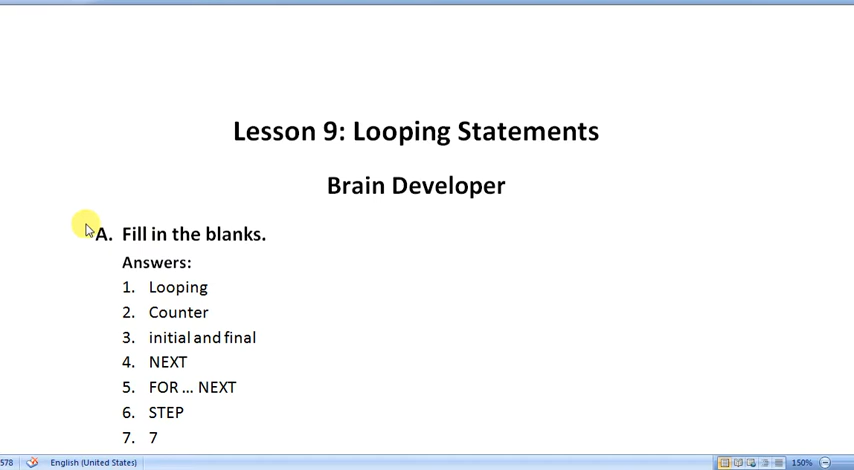 Lesson 9: Looping Statements
Brain Developer
A. Fill in the blanks.
Answers:
1. Looping
2. Counter
3. initial and final
4. NEXT
5. FOR ... NEXT
6. STEP
7. 7
578 English (United States) 150%